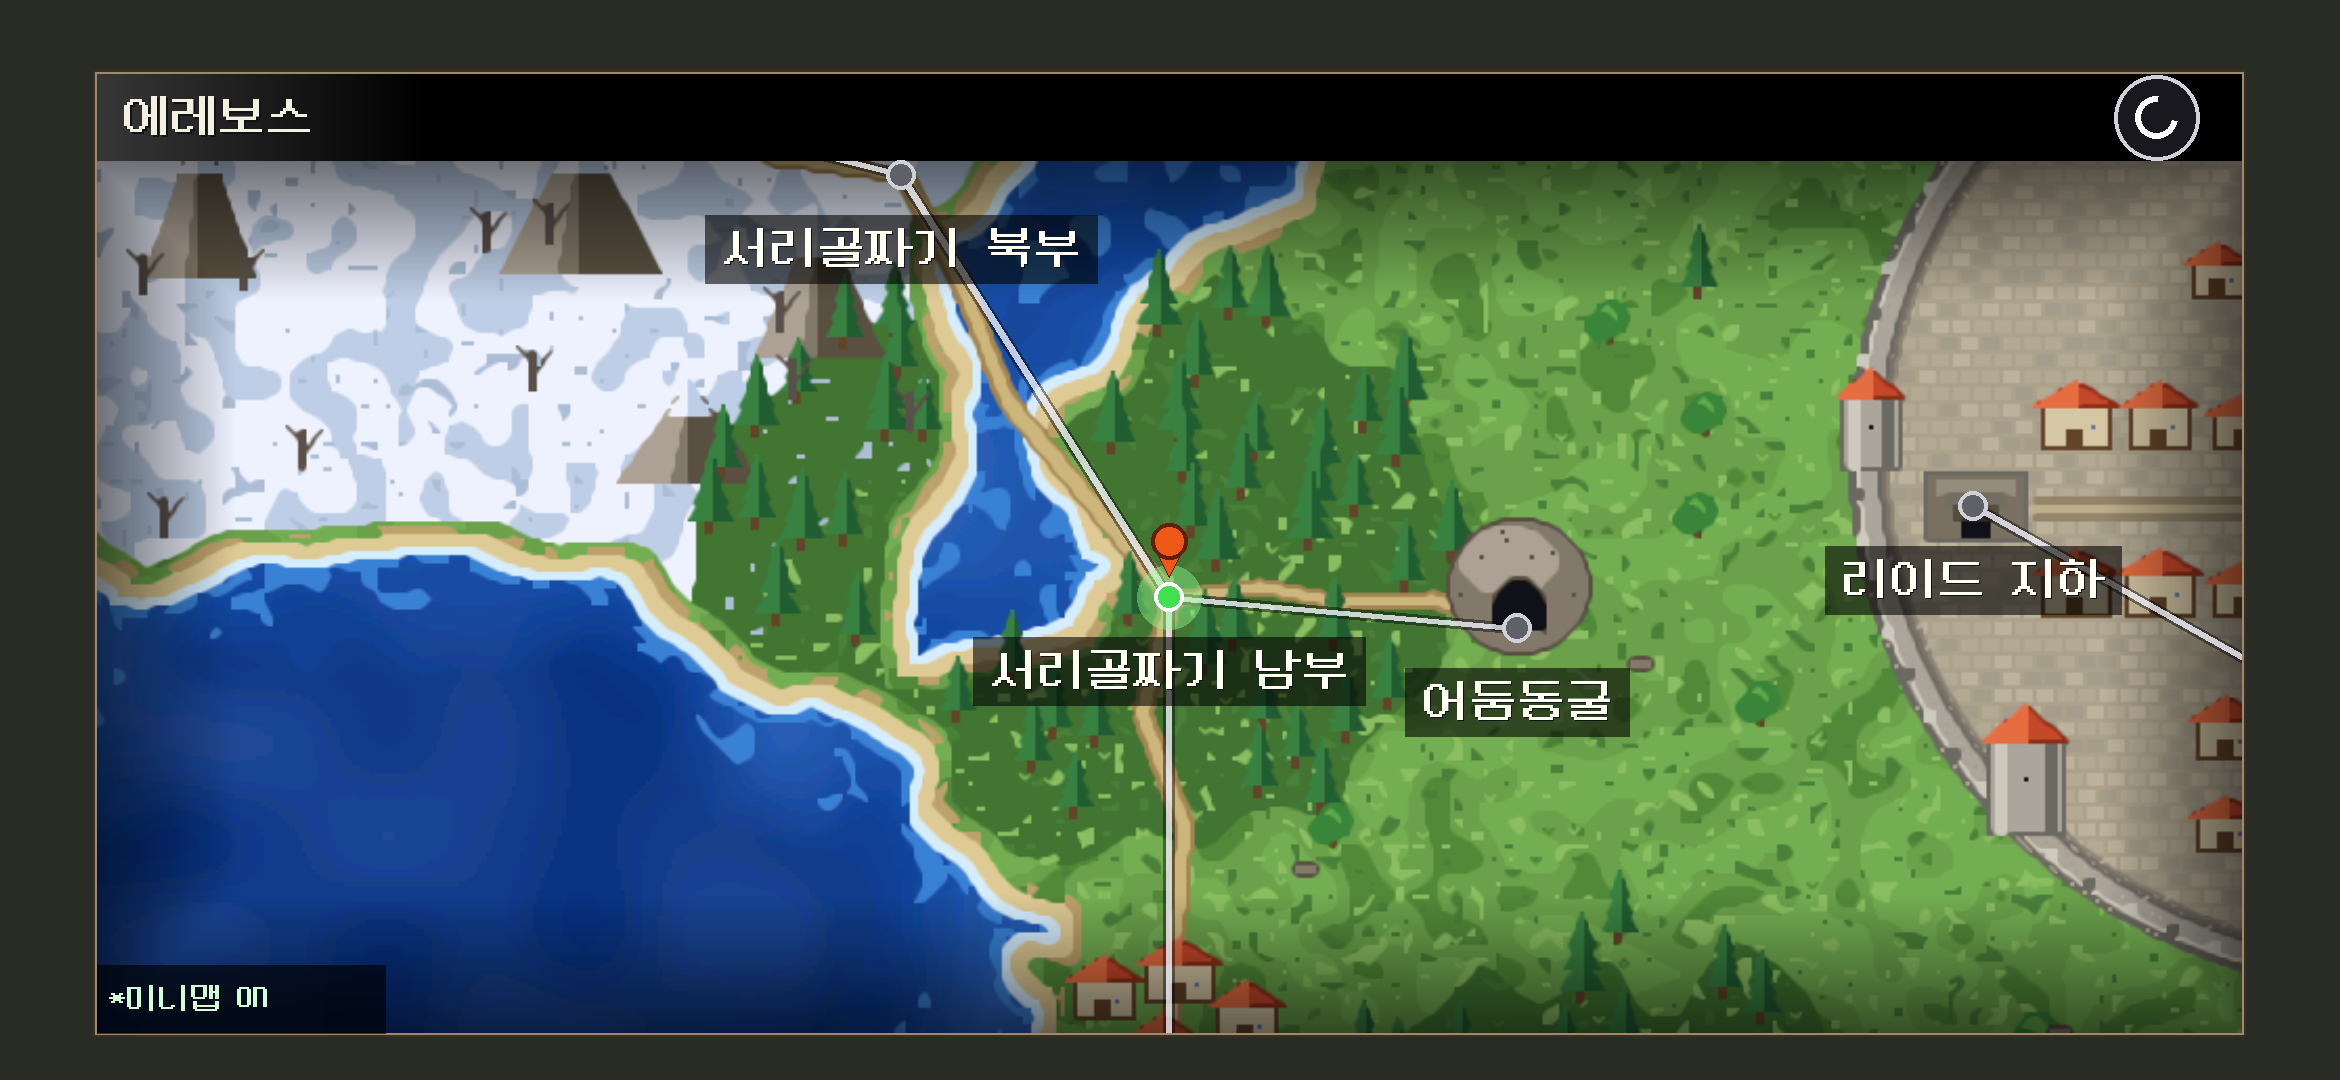 에레보스
서리골짜기 북부
리이드 지하
서리골짜기 남부
어둠동굴
*미니맵 on